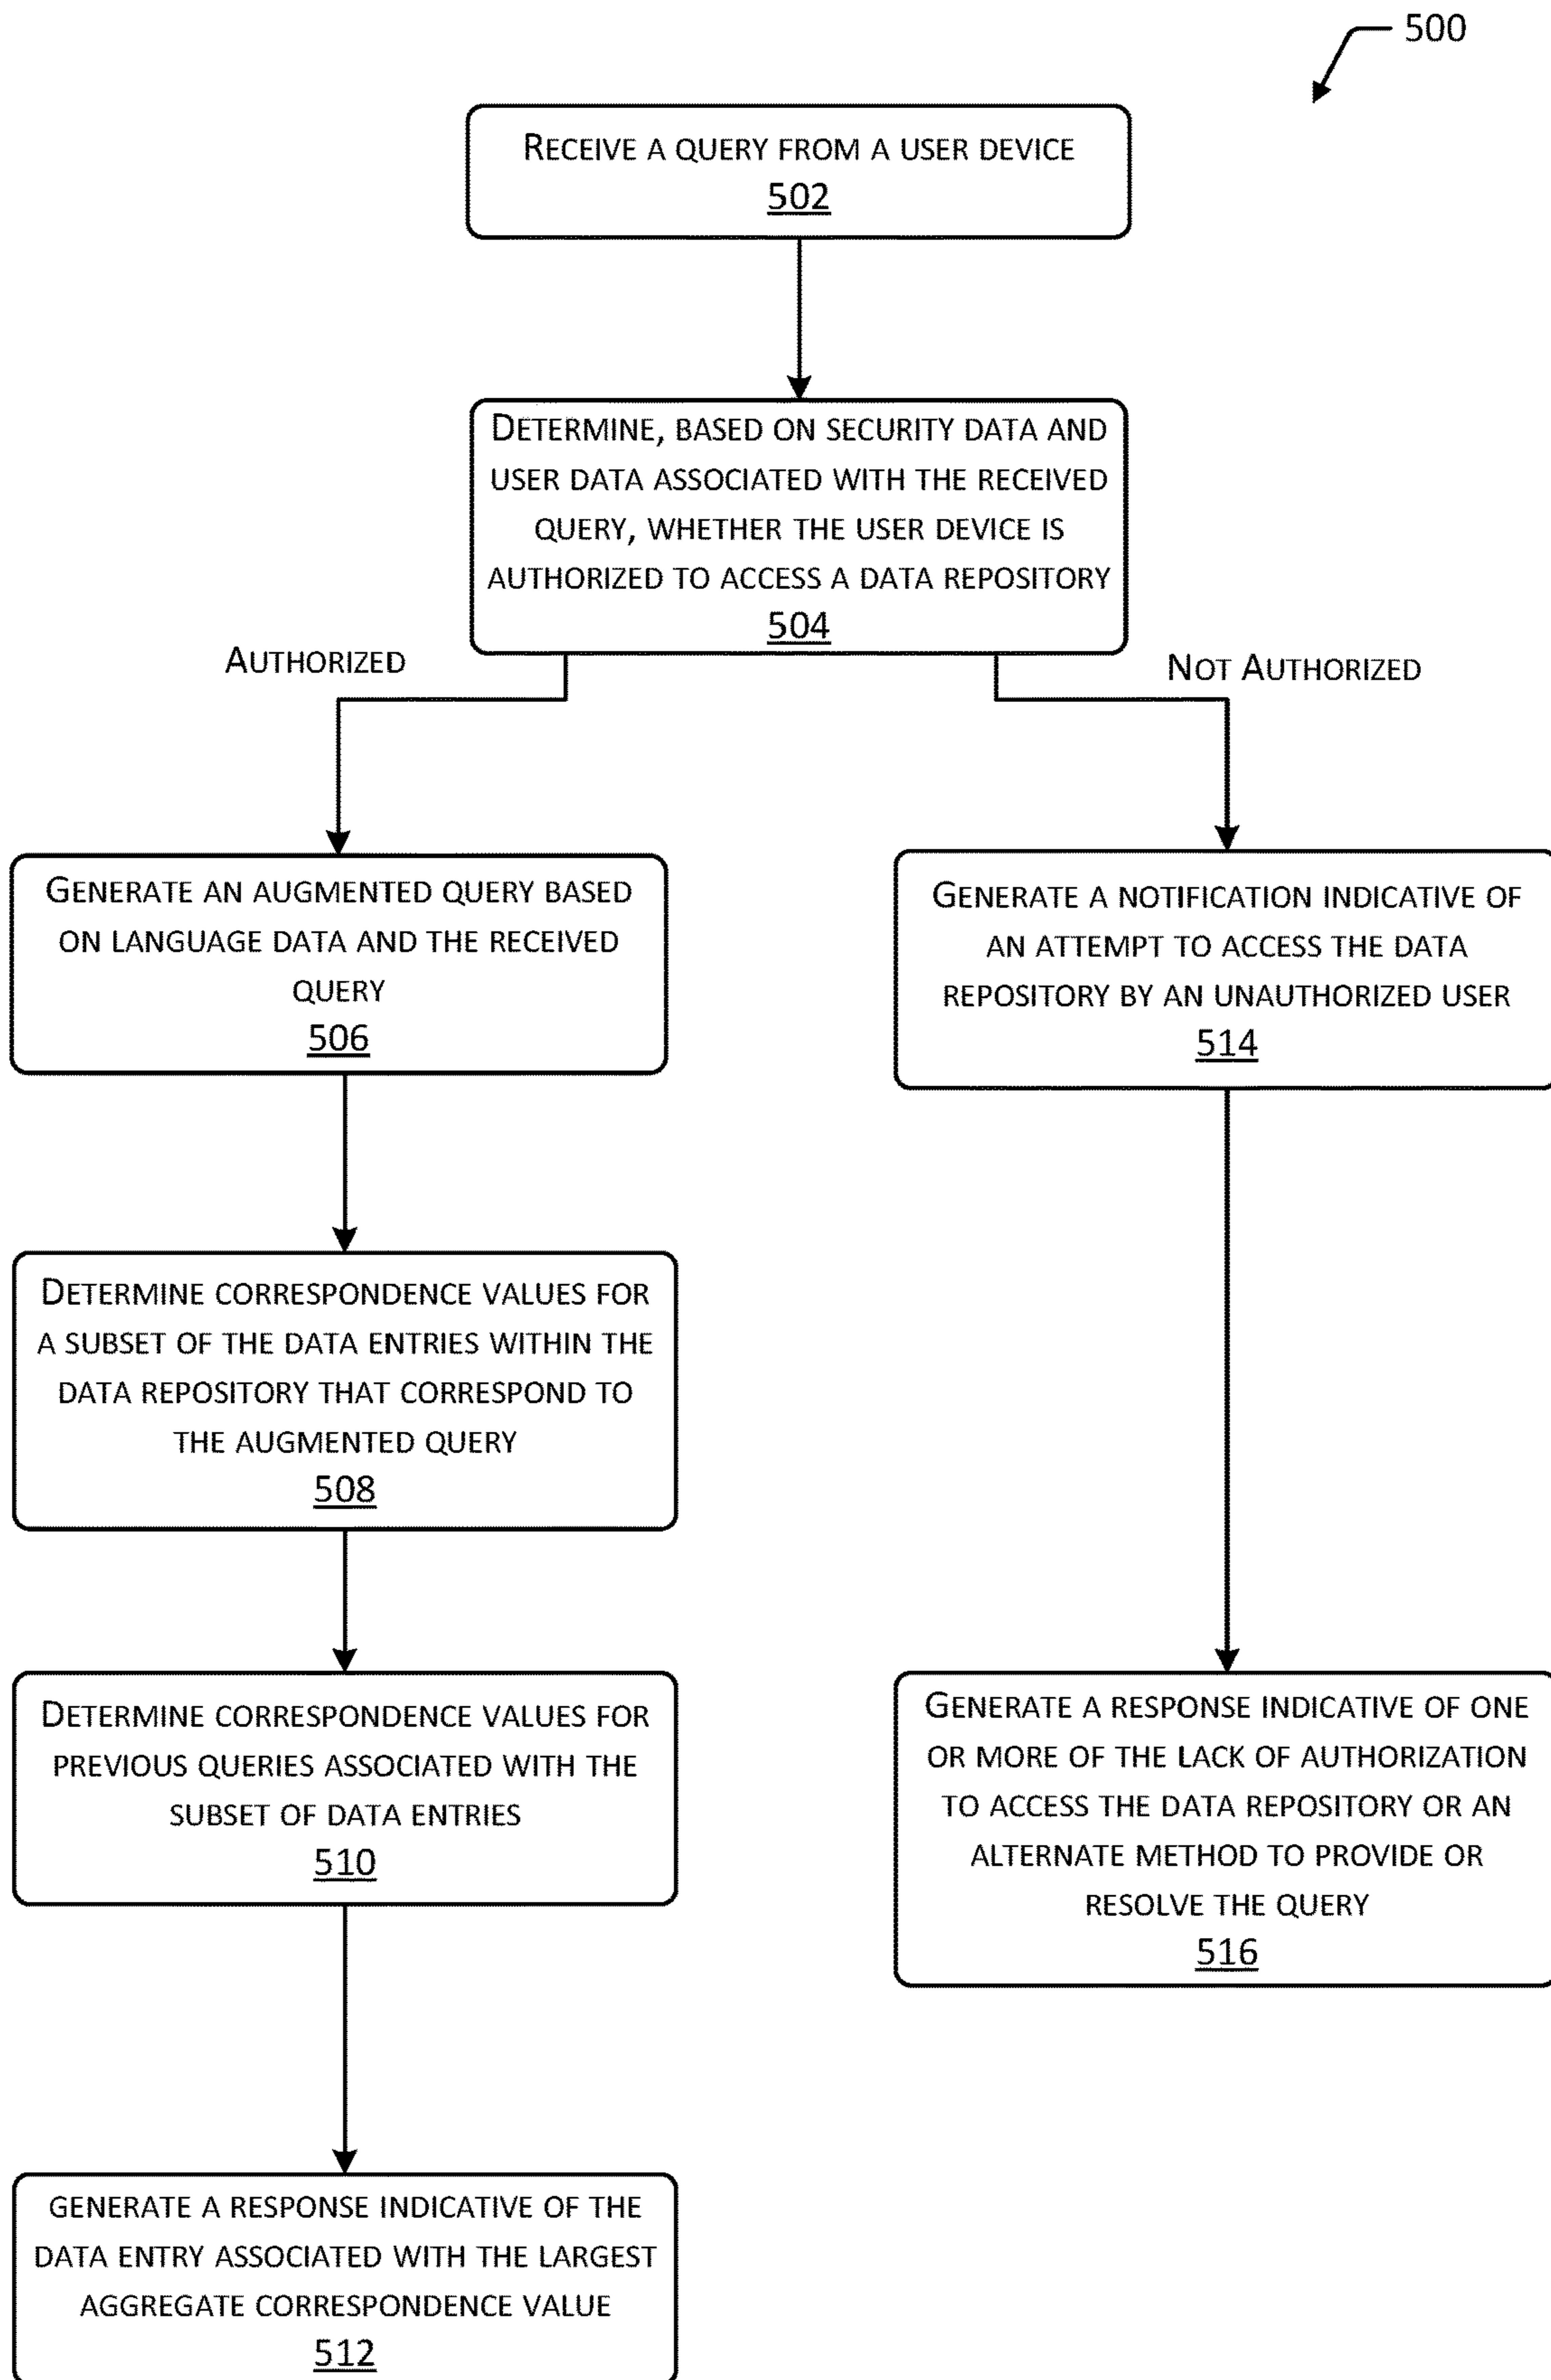 500
RECEIVE A QUERY FROM A USER DEVICE
502
DETERMINE, BASED ON SECURITY DATA AND
USER DATA ASSOCIATED WITH THE RECEIVED
QUERY, WHETHER THE USER DEVICE IS
AUTHORIZED TO ACCESS A DATA REPOSITORY
504
AUTHORIZED
NOT AUTHORIZED
GENERATE AN AUGMENTED QUERY BASED
ON LANGUAGE DATA AND THE RECEIVED
QUERY
506
GENERATE A NOTIFICATION INDICATIVE OF
AN ATTEMPT TO ACCESS THE DATA
REPOSITORY BY AN UNAUTHORIZED USER
514
DETERMINE CORRESPONDENCE VALUES FOR
A SUBSET OF THE DATA ENTRIES WITHIN THE
DATA REPOSITORY THAT CORRESPOND TO
THE AUGMENTED QUERY
508
DETERMINE CORRESPONDENCE VALUES FOR
PREVIOUS QUERIES ASSOCIATED WITH THE
SUBSET OF DATA ENTRIES
510
GENERATE A RESPONSE INDICATIVE OF ONE
OR MORE OF THE LACK OF AUTHORIZATION
TO ACCESS THE DATA REPOSITORY OR AN
ALTERNATE METHOD TO PROVIDE OR
RESOLVE THE QUERY
516
GENERATE A RESPONSE INDICATIVE OF THE
DATA ENTRY ASSOCIATED WITH THE LARGEST
AGGREGATE CORRESPONDENCE VALUE
512